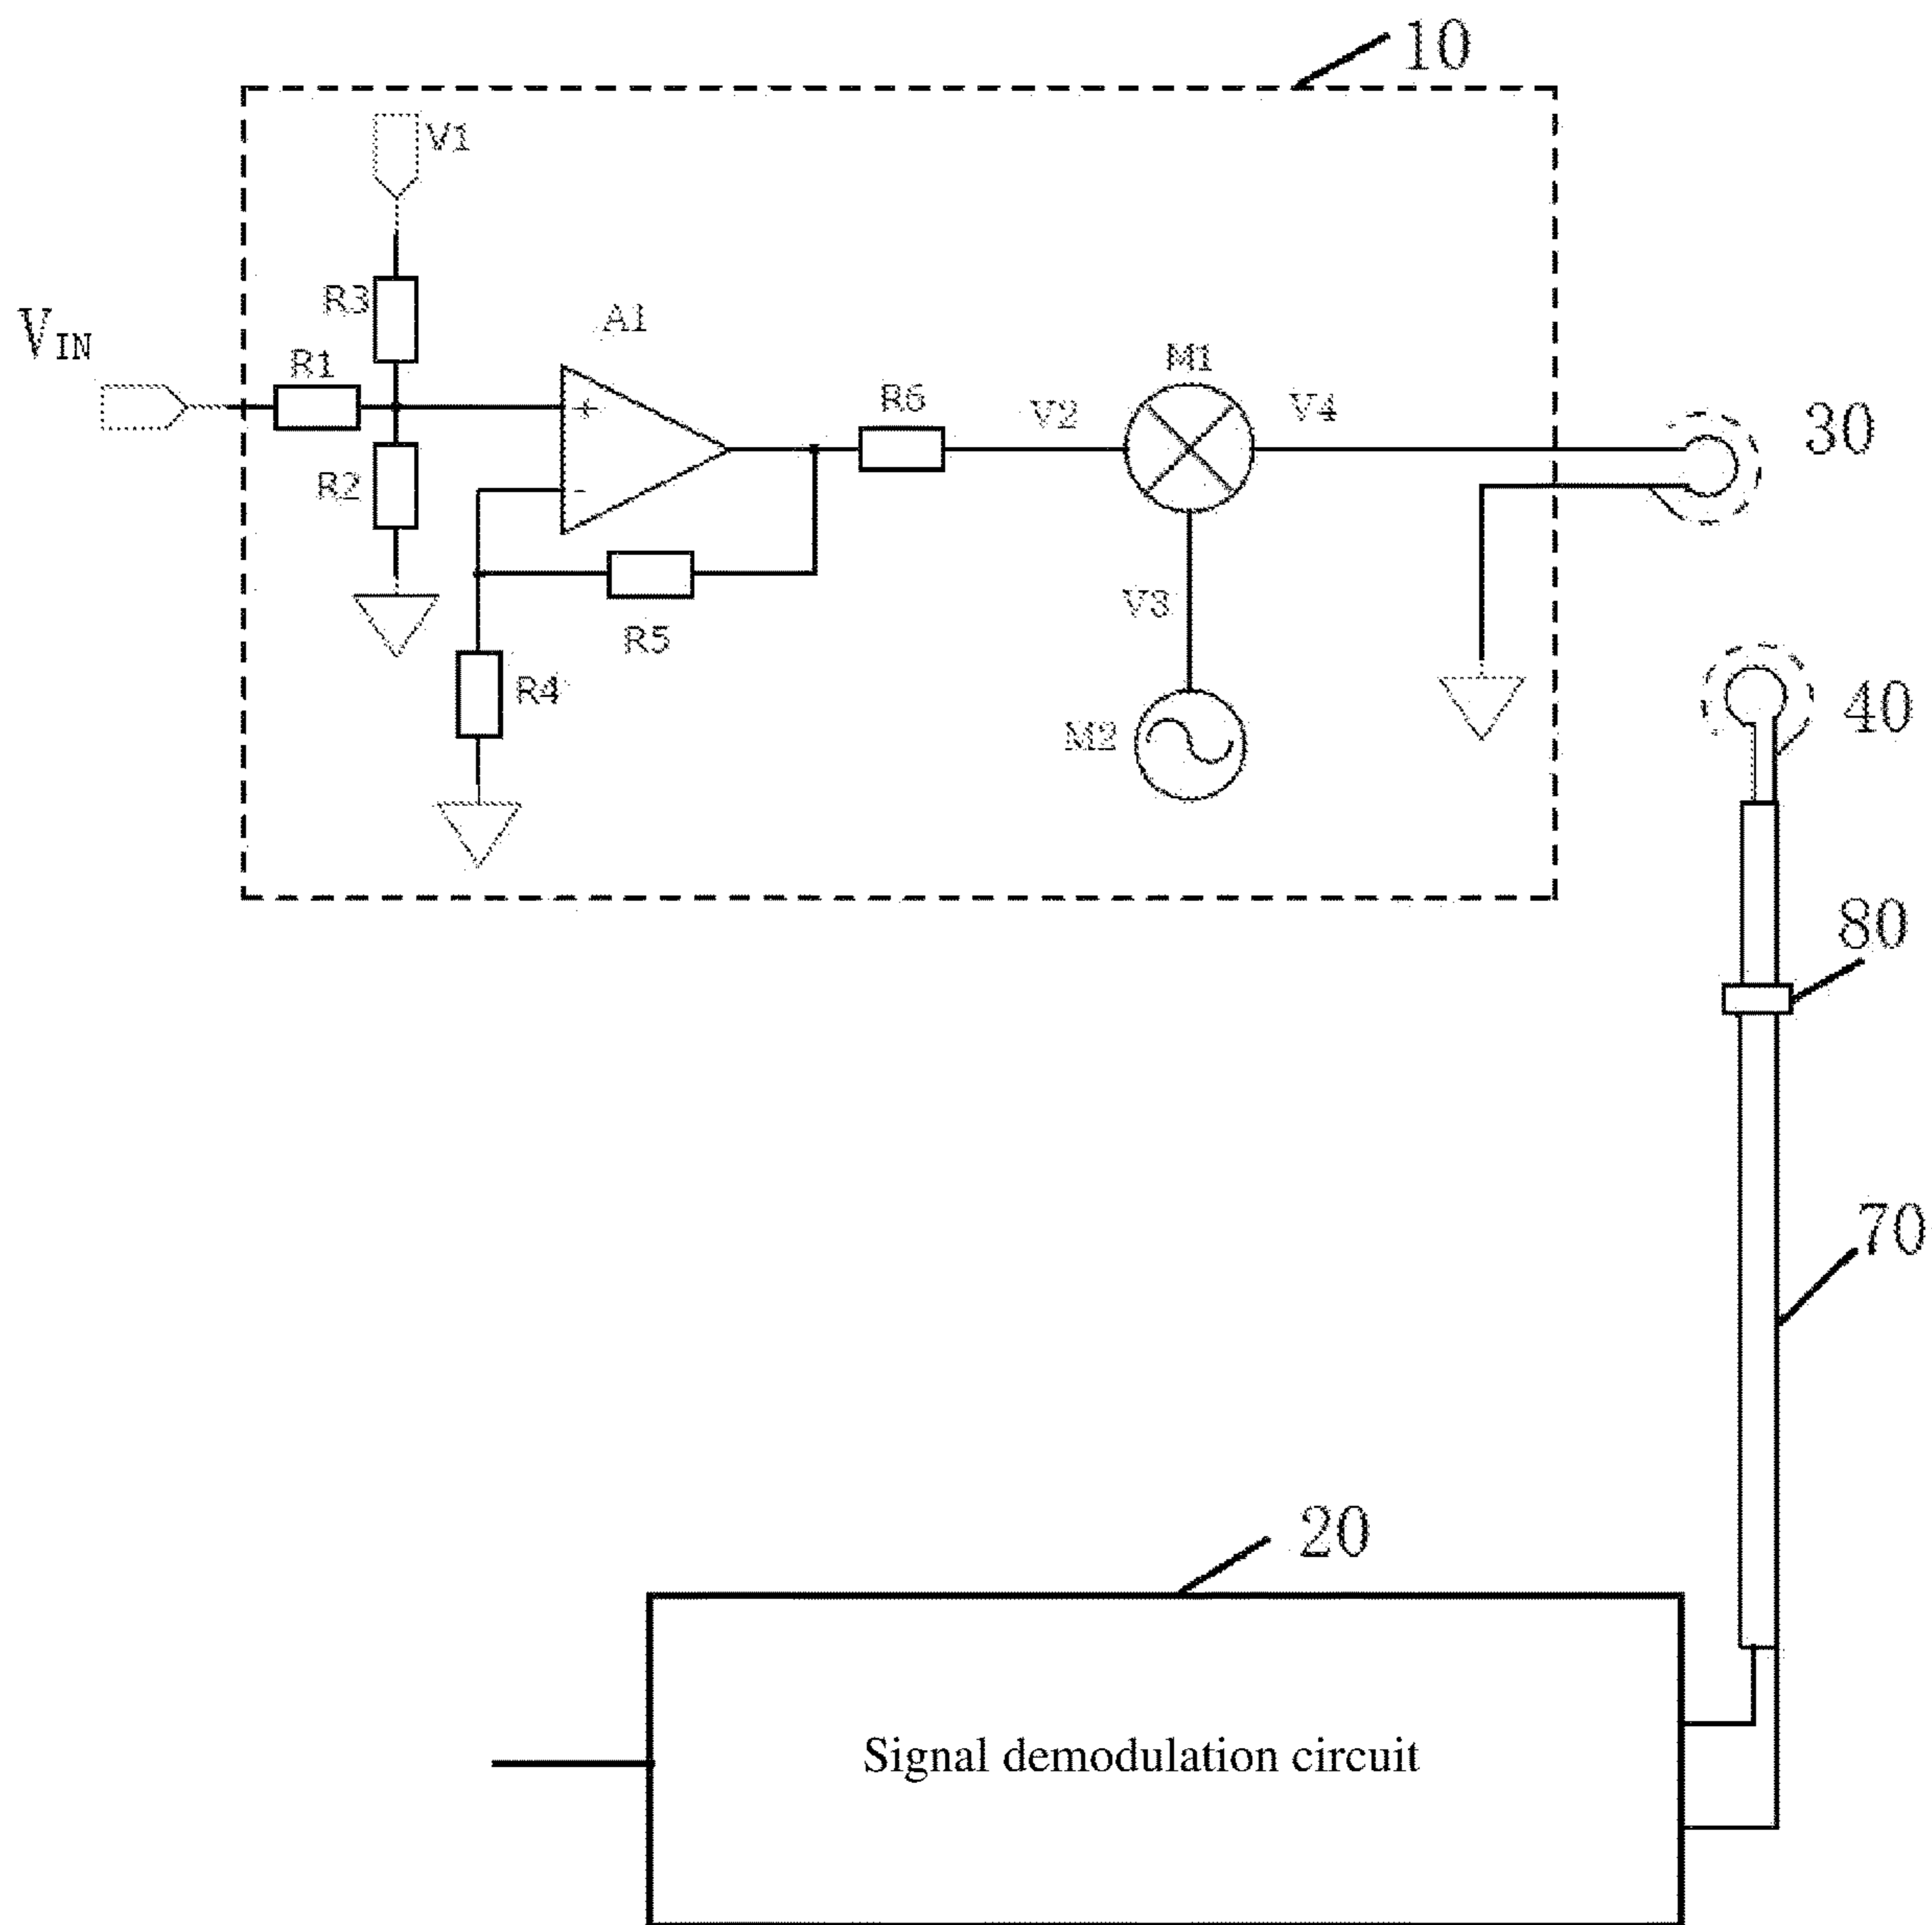 10
V1
R3
A1
VIN
R1
M1
R6
V2
V4
30
+
R2
-
V3
R5
R4
M2
40
80
70
20
Signal demodulation circuit